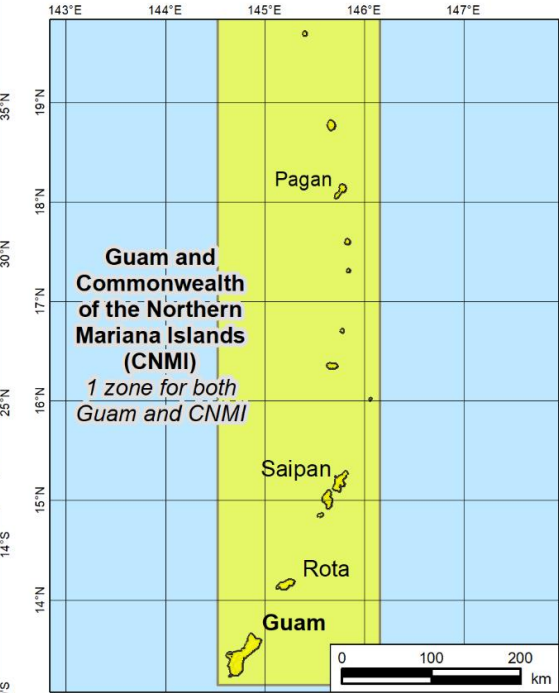 143°E 144°E 145°E 146°E 147°E
35°N
19°N
Pagan
18°N
30°N
Guam and
Commonwealth
of the Northern
Mariana Islands
(CNMI)
1 zone for both
Guam and CNMI
17°N
25°N
16°N
Saipan
15°N
14°S
Rota
14°N
Guam
0 100 200
km